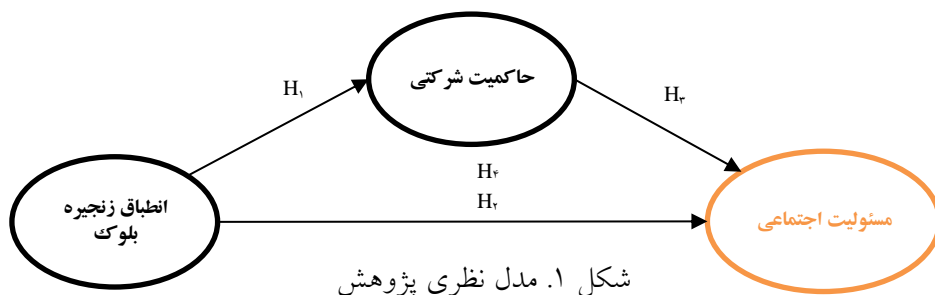 حاکمیت شرکتی
H۱
H۳
H۴
انطباق زنجیره
بلوک
H۲
مسئولیت اجتماعی
شکل ۱. مدل نظری پژوهش